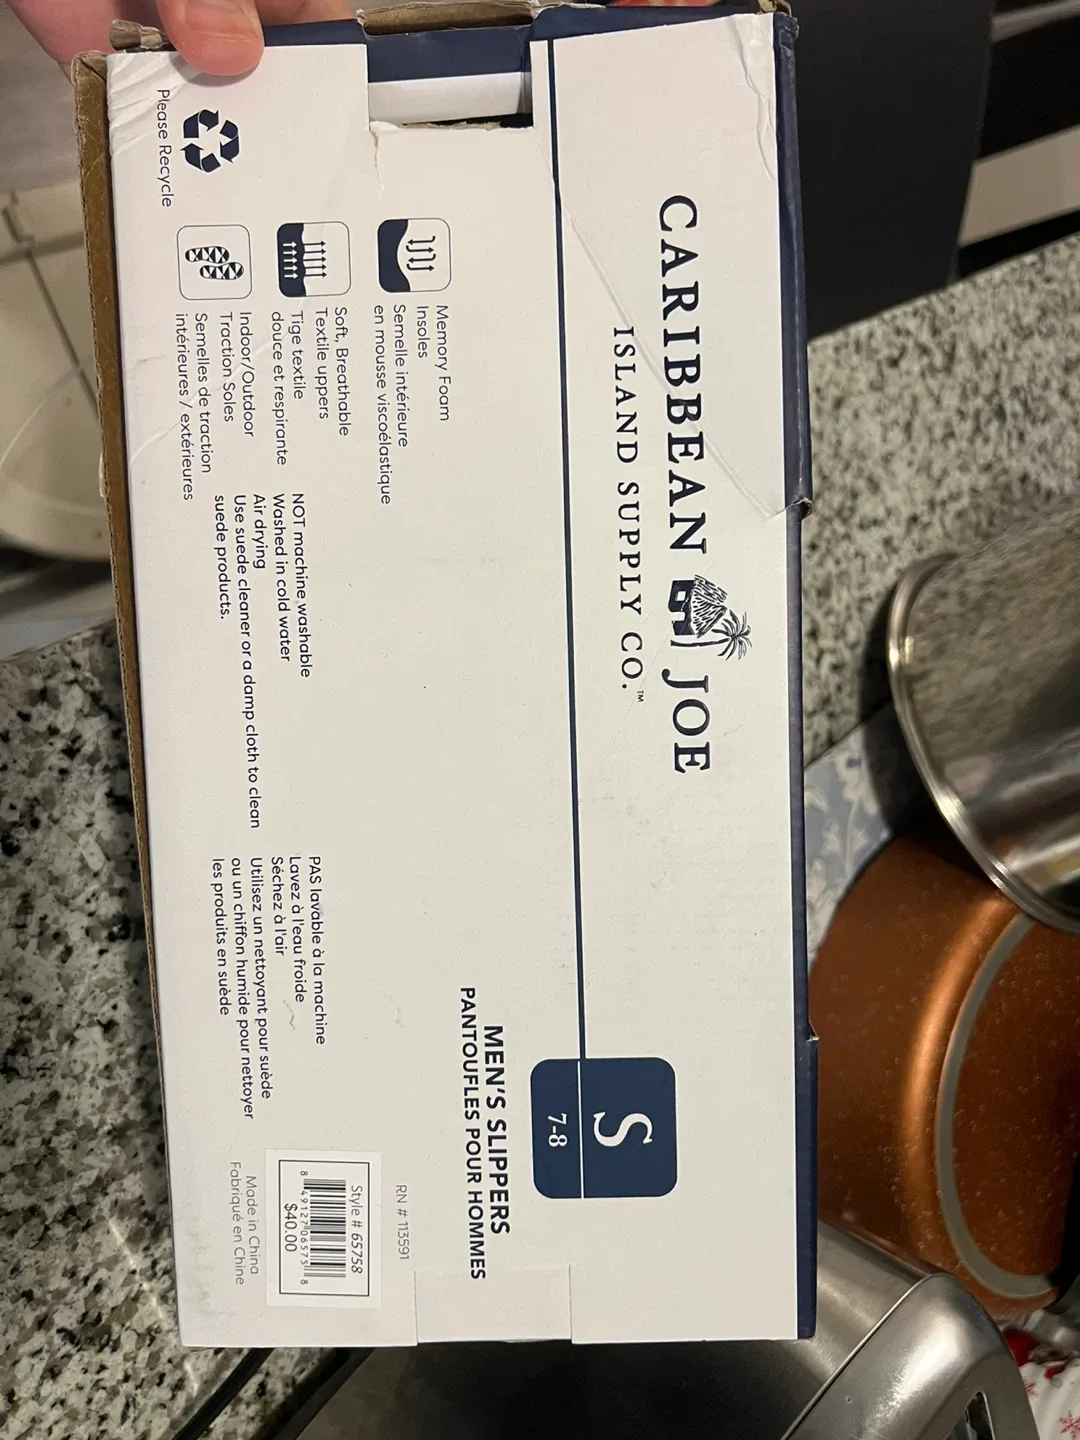 CARIBBEAN JOE
ISLAND SUPPLY CO.™
S
7-8
Memory Foam
Insoles
Semelle intérieure
en mousse viscoélastique
Soft, Breathable
Textile uppers
Tige textile
douce et respirante
Indoor/Outdoor
Traction Soles
Semelles de traction
intérieures / extérieures
Please Recycle
NOT machine washable
Washed in cold water
Air drying
Use suede cleaner or a damp cloth to clean
suede products.
PAS lavable à la machine
Lavez à l'eau froide
Séchez à l'air
Utilisez un nettoyant pour suède
ou un chiffon humide pour nettoyer
les produits en suède
MEN'S SLIPPERS
PANTOUFLES POUR HOMMES
RN # 113591
Style # 65758
8 49127 06575 8
$40.00
Made in China
Fabriqué en Chine